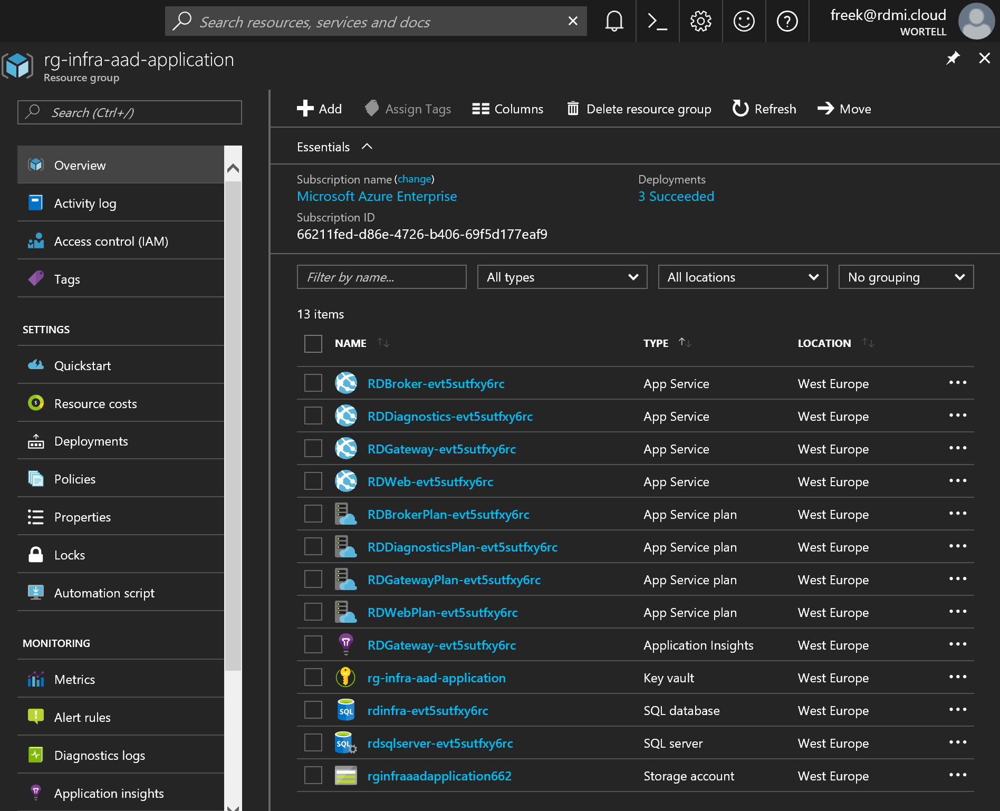 Search resources, services and docs
freek@rdmi.cloud
WORTELL
rg-infra-aad-application
Resource group
Search (Ctrl+/)
Overview
Activity log
Access control (IAM)
Tags
SETTINGS
Quickstart
Resource costs
Deployments
Policies
Properties
Locks
Automation script
MONITORING
Metrics
Alert rules
Diagnostics logs
Application insights
Add Assign Tags Columns Delete resource group Refresh Move
Essentials
Subscription name (change) Deployments
Microsoft Azure Enterprise 3 Succeeded
Subscription ID
66211fed-d86e-4726-b406-69f5d177eaf9
Filter by name... All types All locations No grouping
13 items
NAME TYPE LOCATION
RDBroker-evt5sutfxy6rc App Service West Europe
RDDiagnostics-evt5sutfxy6rc App Service West Europe
RDGateway-evt5sutfxy6rc App Service West Europe
RDWeb-evt5sutfxy6rc App Service West Europe
RDBrokerPlan-evt5sutfxy6rc App Service plan West Europe
RDDiagnosticsPlan-evt5sutfxy6rc App Service plan West Europe
RDGatewayPlan-evt5sutfxy6rc App Service plan West Europe
RDWebPlan-evt5sutfxy6rc App Service plan West Europe
RDGateway-evt5sutfxy6rc Application Insights West Europe
rg-infra-aad-application Key vault West Europe
SQL rdinfra-evt5sutfxy6rc SQL database West Europe
SQL rdsqlserver-evt5sutfxy6rc SQL server West Europe
rginfraaadapplication662 Storage account West Europe